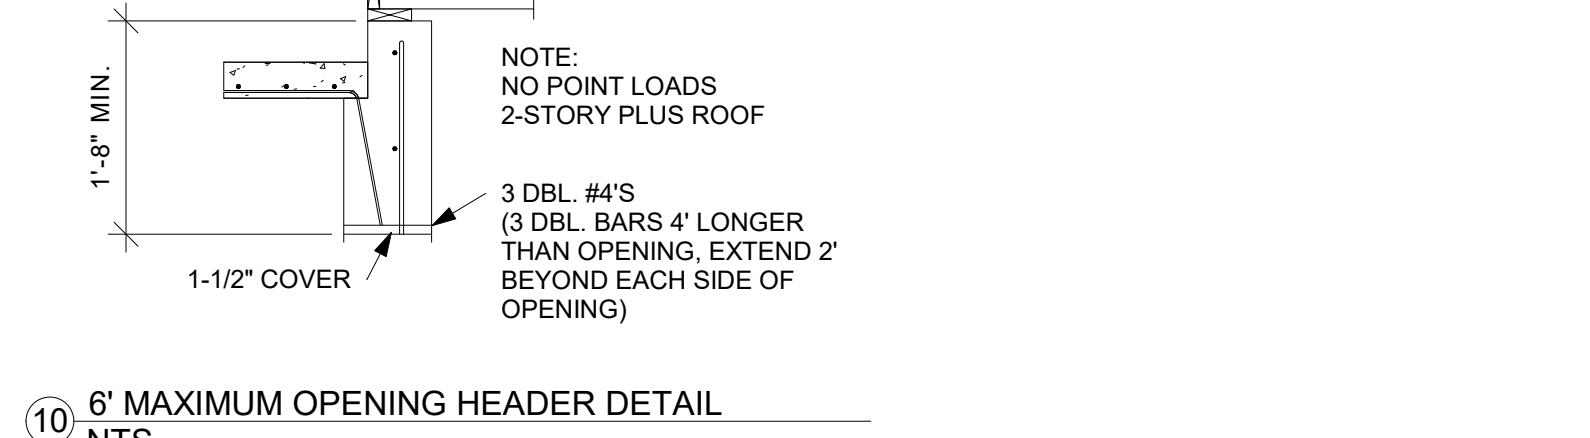 1'-8" MIN.
NOTE:
NO POINT LOADS
2-STORY PLUS ROOF
3 DBL. #4'S
(3 DBL. BARS 4' LONGER
THAN OPENING, EXTEND 2'
BEYOND EACH SIDE OF
OPENING)
1-1/2" COVER
10
6' MAXIMUM OPENING HEADER DETAIL
NTS